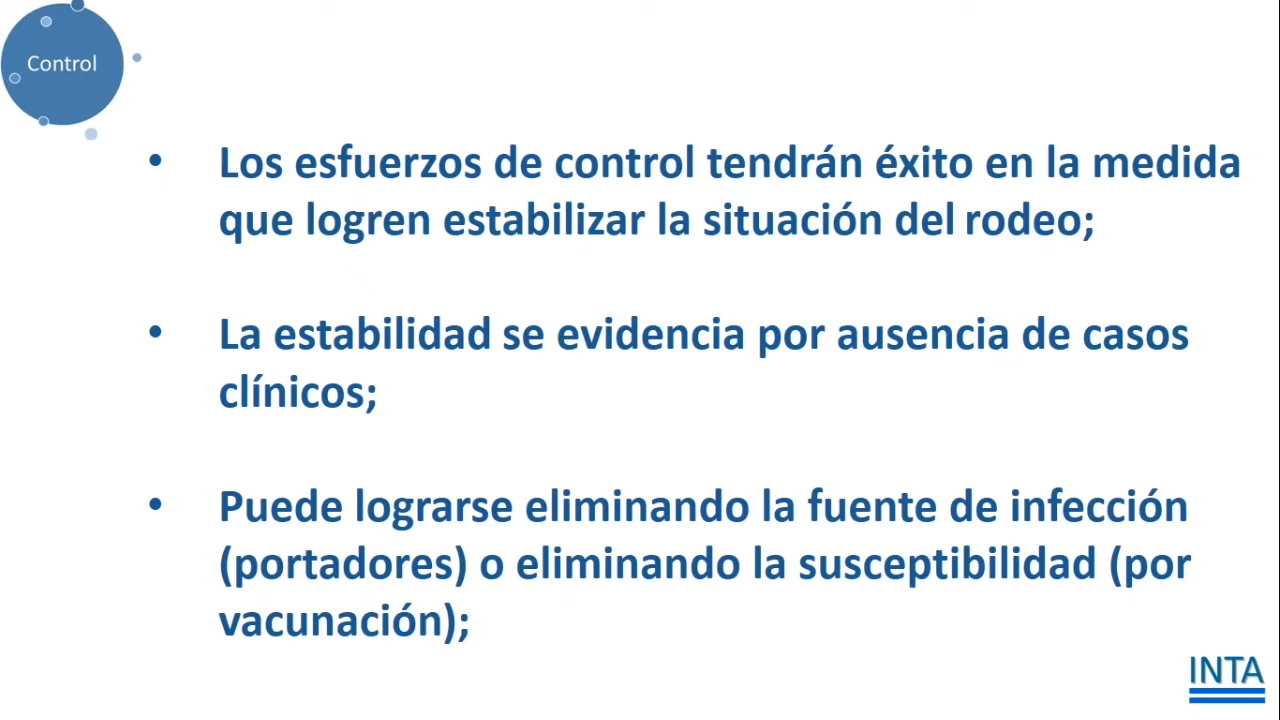 Control
• Los esfuerzos de control tendrán éxito en la medida
que logren estabilizar la situación del rodeo;
• La estabilidad se evidencia por ausencia de casos
clínicos;
• Puede lograrse eliminando la fuente de infección
(portadores) o eliminando la susceptibilidad (por
vacunación);
INTA